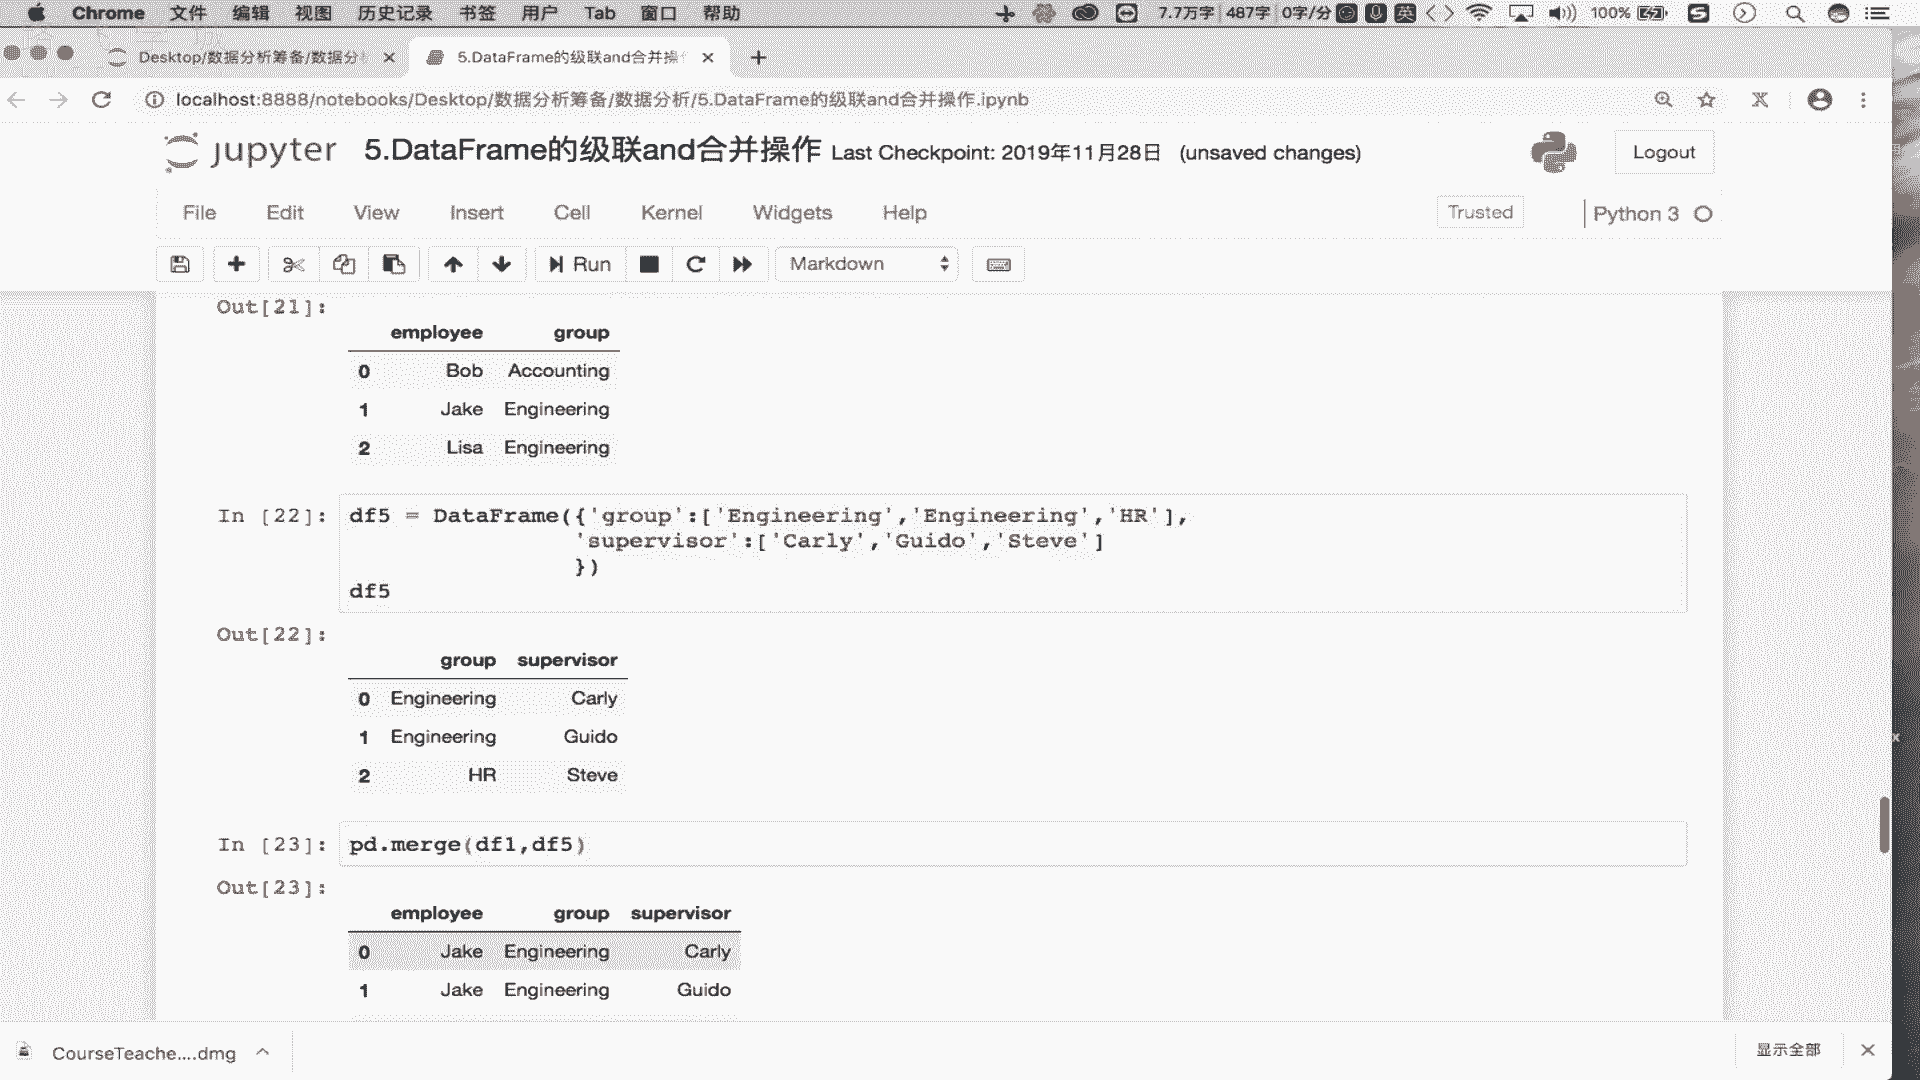 Chrome 文件 编辑 视图 历史记录 书签 用户 Tab 窗口 帮助 7.7万字 487字 0字/分 英 100%
Desktop/数据分析筹备/数据分 5.DataFrame的级联and合并操
localhost:8888/notebooks/Desktop/数据分析筹备/数据分析/5.DataFrame的级联and合并操作.ipynb
jupyter 5.DataFrame的级联and合并操作 Last Checkpoint: 2019年11月28日 (unsaved changes) Logout
File Edit View Insert Cell Kernel Widgets Help Trusted Python 3
Run Markdown
Out[21]:
employee group
0 Bob Accounting
1 Jake Engineering
2 Lisa Engineering
In [22]: df5 = DataFrame({'group':['Engineering','Engineering','HR'],
'supervisor':['Carly','Guido','Steve']
})
df5
Out[22]:
group supervisor
0 Engineering Carly
1 Engineering Guido
2 HR Steve
In [23]: pd.merge(df1,df5)
Out[23]:
employee group supervisor
0 Jake Engineering Carly
1 Jake Engineering Guido
CourseTeache....dmg 显示全部